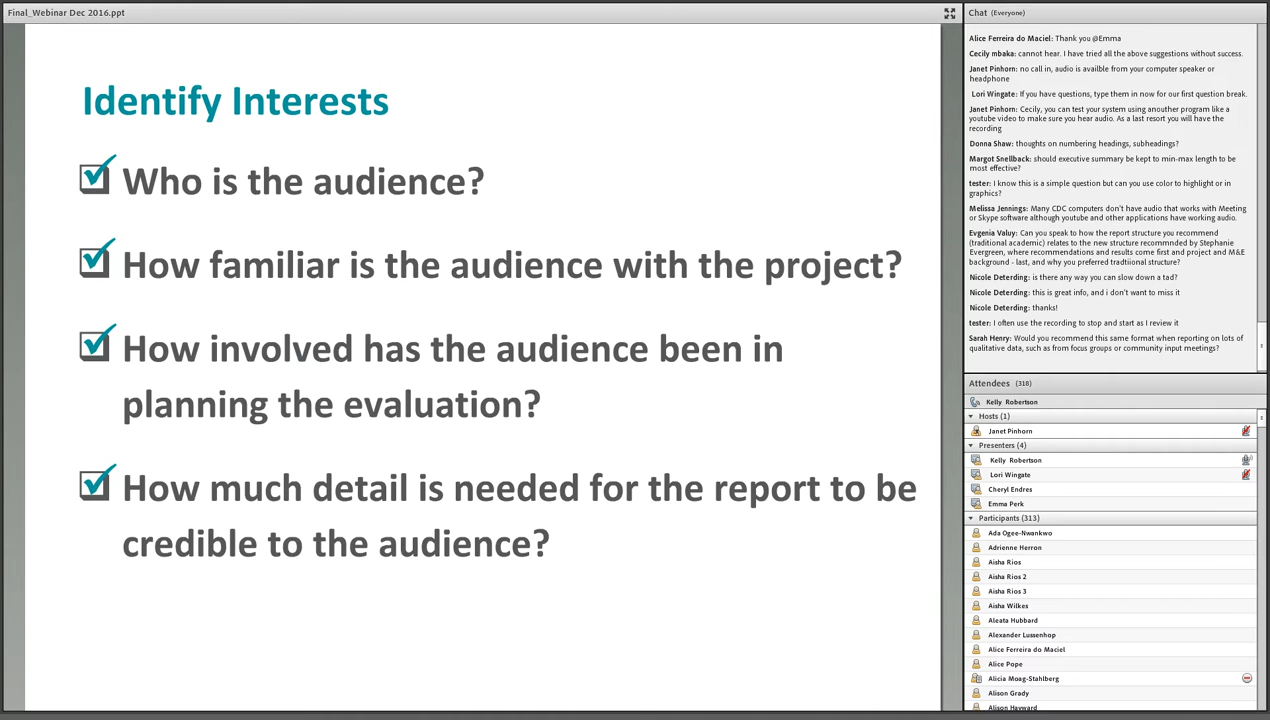 Final_Webinar Dec 2016.ppt
Identify Interests
Who is the audience?
How familiar is the audience with the project?
How involved has the audience been in
planning the evaluation?
How much detail is needed for the report to be
credible to the audience?
Chat (Everyone)
Alice Ferreira do Maciel: Thank you @Emma
Cecily mbaka: cannot hear. I have tried all the above suggestions without success.
Janet Pinhorn: no call in, audio is availble from your computer speaker or
headphone
Lori Wingate: If you have questions, type them in now for our first question break.
Janet Pinhorn: Cecily, you can test your system using anouther program like a
youtube video to make sure you hear audio. As a last resort you will have the
recording
Donna Shaw: thoughts on numbering headings, subheadings?
Margot Snellback: should executive summary be kept to min-max length to be
most effective?
tester: I know this is a simple question but can you use color to highlight or in
graphics?
Melissa Jennings: Many CDC computers don't have audio that works with Meeting
or Skype software although youtube and other applications have working audio.
Evgenia Valuy: Can you speak to how the report structure you recommend
(traditional academic) relates to the new structure recommnded by Stephanie
Evergreen, where recommendations and results come first and project and M&E
background - last, and why you preferred tradtiional structure?
Nicole Deterding: is there any way you can slow down a tad?
Nicole Deterding: this is great info, and i don't want to miss it
Nicole Deterding: thanks!
tester: I often use the recording to stop and start as I review it
Sarah Henry: Would you recommend this same format when reporting on lots of
qualitative data, such as from focus groups or community input meetings?
Attendees (318)
Kelly Robertson
Hosts (1)
Janet Pinhorn
Presenters (4)
Kelly Robertson
Lori Wingate
Cheryl Endres
Emma Perk
Participants (313)
Ada Ogee-Nwankwo
Adrienne Herron
Aisha Rios
Aisha Rios 2
Aisha Rios 3
Aisha Wilkes
Aleata Hubbard
Alexander Lussenhop
Alice Ferreira do Maciel
Alice Pope
Alicia Moag-Stahlberg
Alison Grady
Alison Hayward